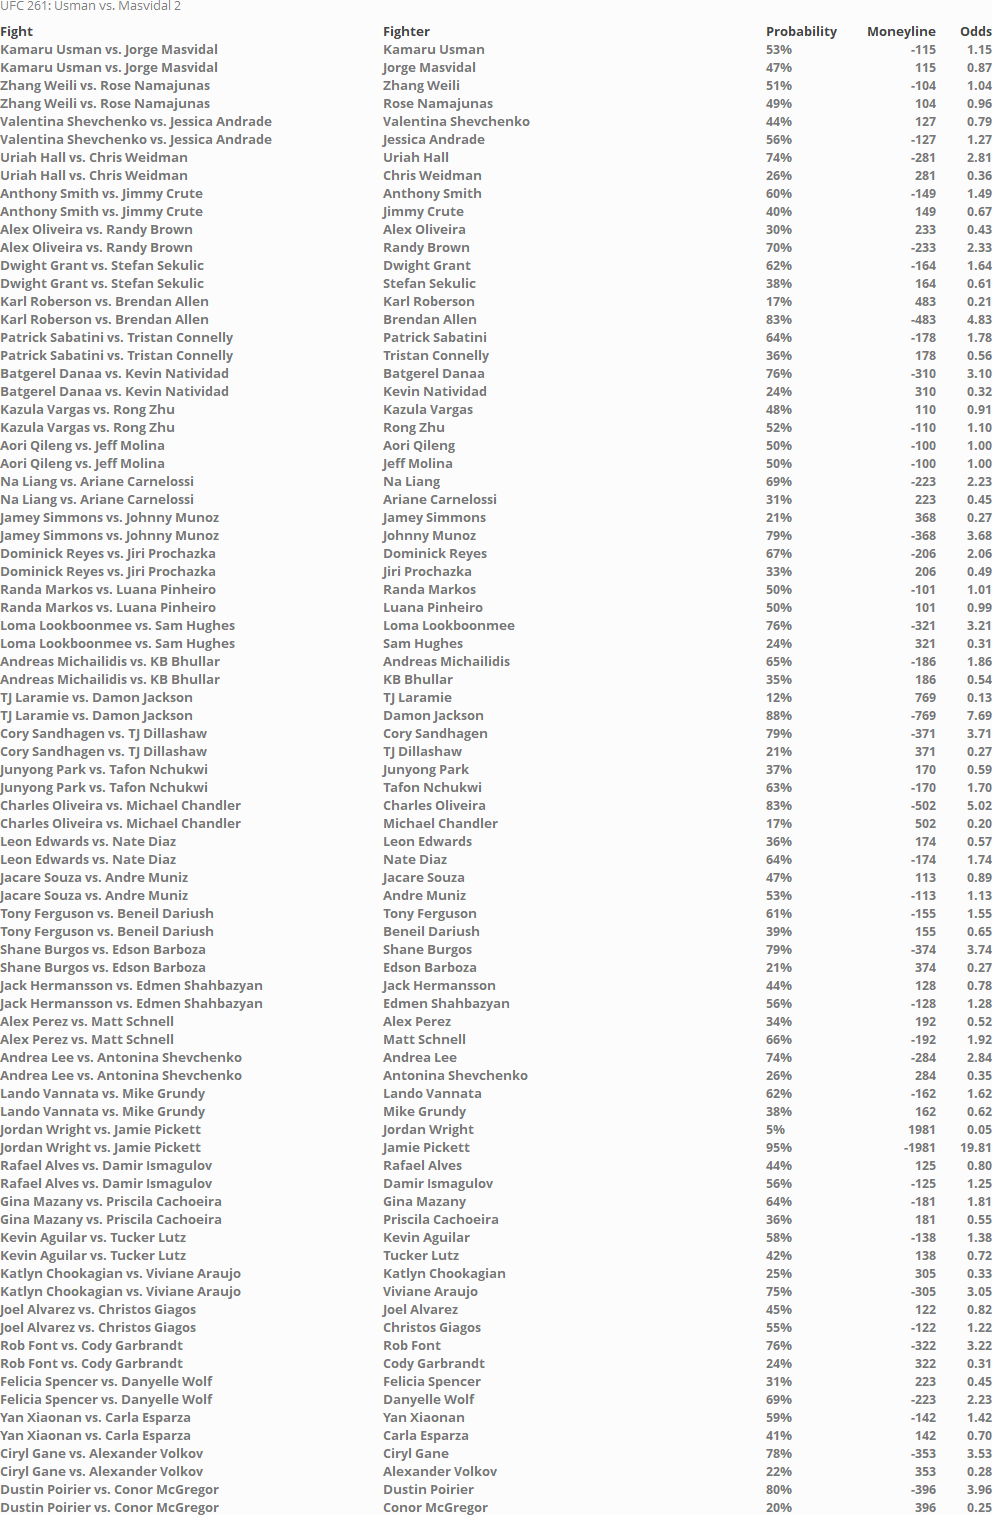 UFC 261: Usman vs. Masvidal 2
Fight Fighter Probability Moneyline Odds
Kamaru Usman vs. Jorge Masvidal Kamaru Usman 53% -115 1.15
Kamaru Usman vs. Jorge Masvidal Jorge Masvidal 47% 115 0.87
Zhang Weili vs. Rose Namajunas Zhang Weili 51% -104 1.04
Zhang Weili vs. Rose Namajunas Rose Namajunas 49% 104 0.96
Valentina Shevchenko vs. Jessica Andrade Valentina Shevchenko 44% 127 0.79
Valentina Shevchenko vs. Jessica Andrade Jessica Andrade 56% -127 1.27
Uriah Hall vs. Chris Weidman Uriah Hall 74% -281 2.81
Uriah Hall vs. Chris Weidman Chris Weidman 26% 281 0.36
Anthony Smith vs. Jimmy Crute Anthony Smith 60% -149 1.49
Anthony Smith vs. Jimmy Crute Jimmy Crute 40% 149 0.67
Alex Oliveira vs. Randy Brown Alex Oliveira 30% 233 0.43
Alex Oliveira vs. Randy Brown Randy Brown 70% -233 2.33
Dwight Grant vs. Stefan Sekulic Dwight Grant 62% -164 1.64
Dwight Grant vs. Stefan Sekulic Stefan Sekulic 38% 164 0.61
Karl Roberson vs. Brendan Allen Karl Roberson 17% 483 0.21
Karl Roberson vs. Brendan Allen Brendan Allen 83% -483 4.83
Patrick Sabatini vs. Tristan Connelly Patrick Sabatini 64% -178 1.78
Patrick Sabatini vs. Tristan Connelly Tristan Connelly 36% 178 0.56
Batgerel Danaa vs. Kevin Natividad Batgerel Danaa 76% -310 3.10
Batgerel Danaa vs. Kevin Natividad Kevin Natividad 24% 310 0.32
Kazula Vargas vs. Rong Zhu Kazula Vargas 48% 110 0.91
Kazula Vargas vs. Rong Zhu Rong Zhu 52% -110 1.10
Aori Qileng vs. Jeff Molina Aori Qileng 50% -100 1.00
Aori Qileng vs. Jeff Molina Jeff Molina 50% -100 1.00
Na Liang vs. Ariane Carnelossi Na Liang 69% -223 2.23
Na Liang vs. Ariane Carnelossi Ariane Carnelossi 31% 223 0.45
Jamey Simmons vs. Johnny Munoz Jamey Simmons 21% 368 0.27
Jamey Simmons vs. Johnny Munoz Johnny Munoz 79% -368 3.68
Dominick Reyes vs. Jiri Prochazka Dominick Reyes 67% -206 2.06
Dominick Reyes vs. Jiri Prochazka Jiri Prochazka 33% 206 0.49
Randa Markos vs. Luana Pinheiro Randa Markos 50% -101 1.01
Randa Markos vs. Luana Pinheiro Luana Pinheiro 50% 101 0.99
Loma Lookboonmee vs. Sam Hughes Loma Lookboonmee 76% -321 3.21
Loma Lookboonmee vs. Sam Hughes Sam Hughes 24% 321 0.31
Andreas Michailidis vs. KB Bhullar Andreas Michailidis 65% -186 1.86
Andreas Michailidis vs. KB Bhullar KB Bhullar 35% 186 0.54
TJ Laramie vs. Damon Jackson TJ Laramie 12% 769 0.13
TJ Laramie vs. Damon Jackson Damon Jackson 88% -769 7.69
Cory Sandhagen vs. TJ Dillashaw Cory Sandhagen 79% -371 3.71
Cory Sandhagen vs. TJ Dillashaw TJ Dillashaw 21% 371 0.27
Junyong Park vs. Tafon Nchukwi Junyong Park 37% 170 0.59
Junyong Park vs. Tafon Nchukwi Tafon Nchukwi 63% -170 1.70
Charles Oliveira vs. Michael Chandler Charles Oliveira 83% -502 5.02
Charles Oliveira vs. Michael Chandler Michael Chandler 17% 502 0.20
Leon Edwards vs. Nate Diaz Leon Edwards 36% 174 0.57
Leon Edwards vs. Nate Diaz Nate Diaz 64% -174 1.74
Jacare Souza vs. Andre Muniz Jacare Souza 47% 113 0.89
Jacare Souza vs. Andre Muniz Andre Muniz 53% -113 1.13
Tony Ferguson vs. Beneil Dariush Tony Ferguson 61% -155 1.55
Tony Ferguson vs. Beneil Dariush Beneil Dariush 39% 155 0.65
Shane Burgos vs. Edson Barboza Shane Burgos 79% -374 3.74
Shane Burgos vs. Edson Barboza Edson Barboza 21% 374 0.27
Jack Hermansson vs. Edmen Shahbazyan Jack Hermansson 44% 128 0.78
Jack Hermansson vs. Edmen Shahbazyan Edmen Shahbazyan 56% -128 1.28
Alex Perez vs. Matt Schnell Alex Perez 34% 192 0.52
Alex Perez vs. Matt Schnell Matt Schnell 66% -192 1.92
Andrea Lee vs. Antonina Shevchenko Andrea Lee 74% -284 2.84
Andrea Lee vs. Antonina Shevchenko Antonina Shevchenko 26% 284 0.35
Lando Vannata vs. Mike Grundy Lando Vannata 62% -162 1.62
Lando Vannata vs. Mike Grundy Mike Grundy 38% 162 0.62
Jordan Wright vs. Jamie Pickett Jordan Wright 5% 1981 0.05
Jordan Wright vs. Jamie Pickett Jamie Pickett 95% -1981 19.81
Rafael Alves vs. Damir Ismagulov Rafael Alves 44% 125 0.80
Rafael Alves vs. Damir Ismagulov Damir Ismagulov 56% -125 1.25
Gina Mazany vs. Priscila Cachoeira Gina Mazany 64% -181 1.81
Gina Mazany vs. Priscila Cachoeira Priscila Cachoeira 36% 181 0.55
Kevin Aguilar vs. Tucker Lutz Kevin Aguilar 58% -138 1.38
Kevin Aguilar vs. Tucker Lutz Tucker Lutz 42% 138 0.72
Katlyn Chookagian vs. Viviane Araujo Katlyn Chookagian 25% 305 0.33
Katlyn Chookagian vs. Viviane Araujo Viviane Araujo 75% -305 3.05
Joel Alvarez vs. Christos Giagos Joel Alvarez 45% 122 0.82
Joel Alvarez vs. Christos Giagos Christos Giagos 55% -122 1.22
Rob Font vs. Cody Garbrandt Rob Font 76% -322 3.22
Rob Font vs. Cody Garbrandt Cody Garbrandt 24% 322 0.31
Felicia Spencer vs. Danyelle Wolf Felicia Spencer 31% 223 0.45
Felicia Spencer vs. Danyelle Wolf Danyelle Wolf 69% -223 2.23
Yan Xiaonan vs. Carla Esparza Yan Xiaonan 59% -142 1.42
Yan Xiaonan vs. Carla Esparza Carla Esparza 41% 142 0.70
Ciryl Gane vs. Alexander Volkov Ciryl Gane 78% -353 3.53
Ciryl Gane vs. Alexander Volkov Alexander Volkov 22% 353 0.28
Dustin Poirier vs. Conor McGregor Dustin Poirier 80% -396 3.96
Dustin Poirier vs. Conor McGregor Conor McGregor 20% 396 0.25